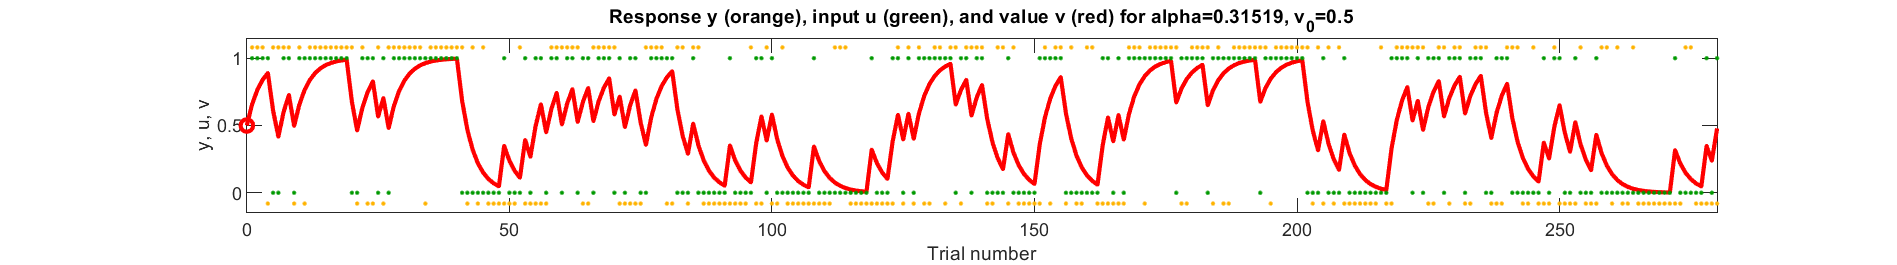 Response y (orange), input u (green), and value v (red) for alpha=0.31519, v0=0.5
y, u, v
1
0.5
0
0 50 100 150 200 250
Trial number